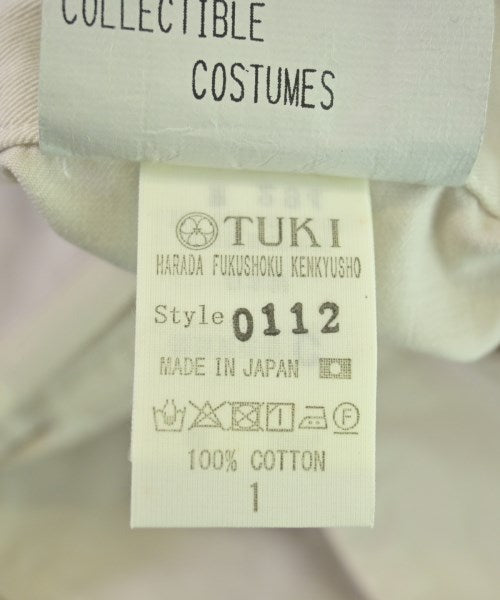 COLLECTIBLE
COSTUMES
TUKI
HARADA FUKUSHOKU KENKYUSHO
Style 0112
MADE IN JAPAN
100% COTTON
1